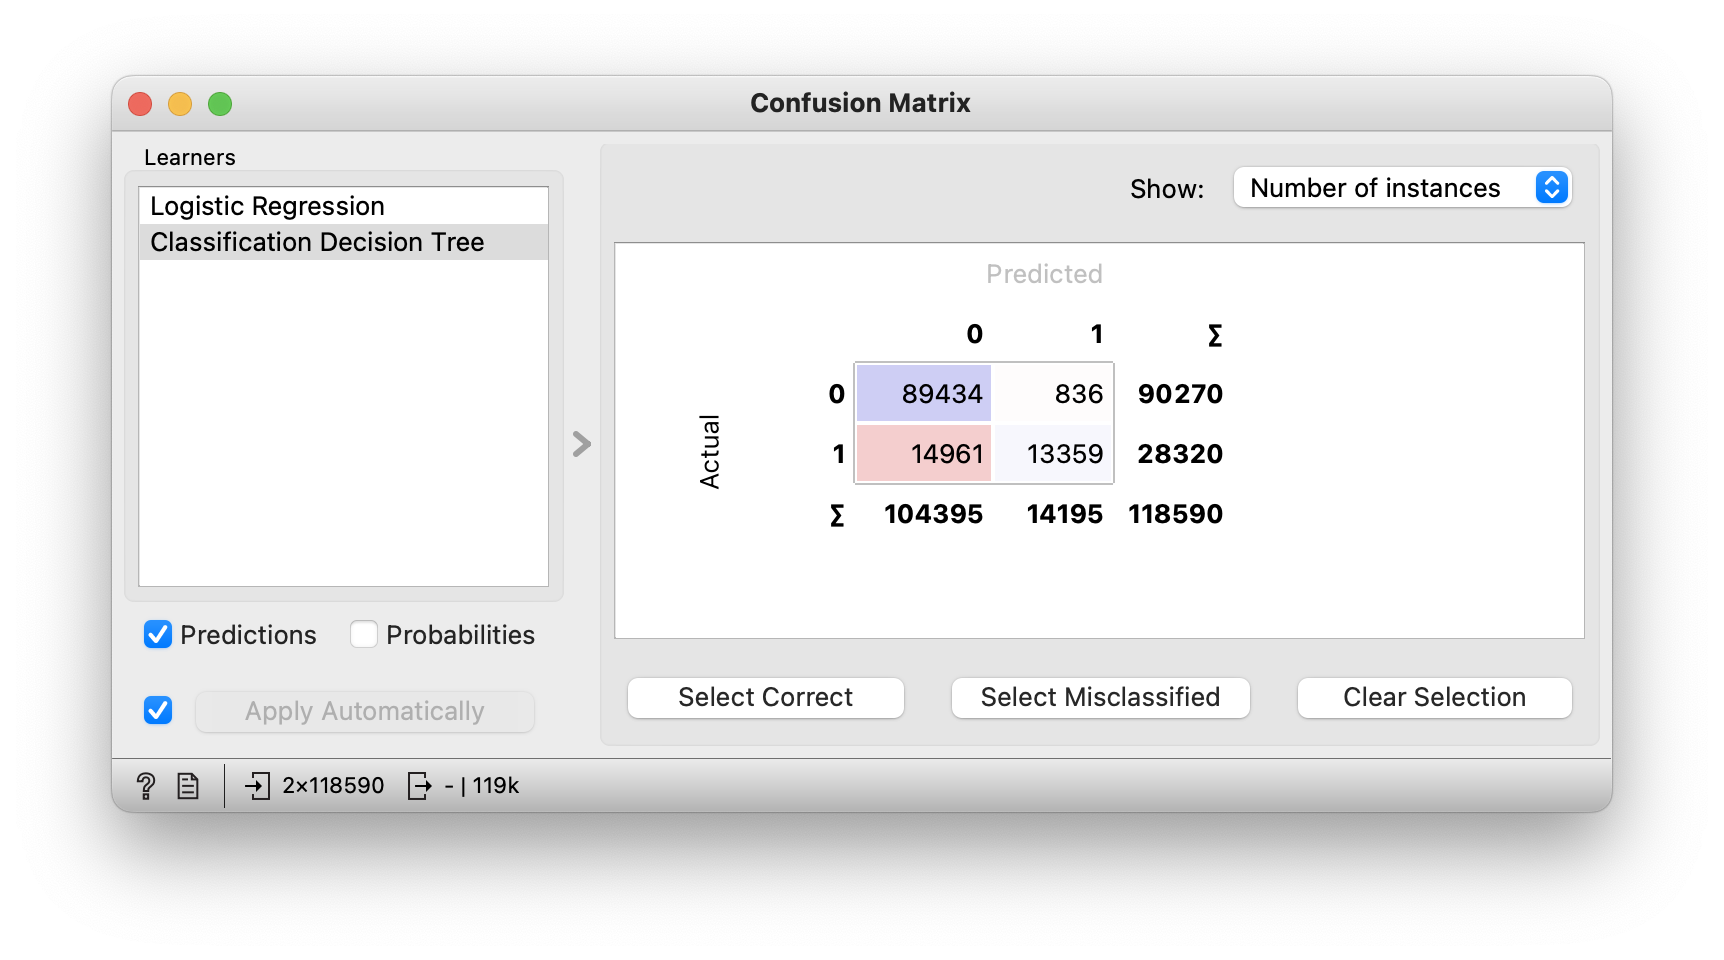 Confusion Matrix
Learners
Logistic Regression
Classification Decision Tree
Predictions Probabilities
Apply Automatically
Show: Number of instances
Predicted
0 1 Σ
Actual
0 89434 836 90270
1 14961 13359 28320
Σ 104395 14195 118590
Select Correct Select Misclassified Clear Selection
? 2×118590 - | 119k